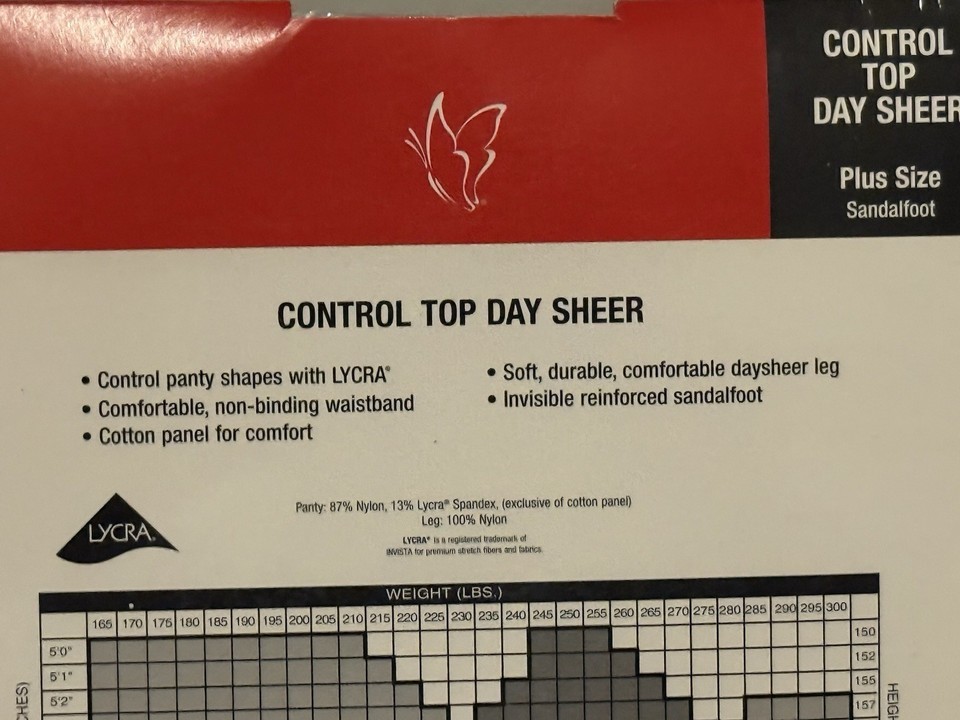 CONTROL
TOP
DAY SHEER
Plus Size
Sandalfoot
CONTROL TOP DAY SHEER
• Control panty shapes with LYCRA®
• Comfortable, non-binding waistband
• Cotton panel for comfort
• Soft, durable, comfortable daysheer leg
• Invisible reinforced sandalfoot
LYCRA®
Panty: 87% Nylon, 13% Lycra® Spandex, (exclusive of cotton panel)
Leg: 100% Nylon
LYCRA® is a registered trademark of
INVISTA for premium stretch fibers and fabrics.
WEIGHT (LBS.)
165 170 175 180 185 190 195 200 205 210 215 220 225 230 235 240 245 250 255 260 265 270 275 280 285 290 295 300
5'0" 150
5'1" 152
5'2" 155
157